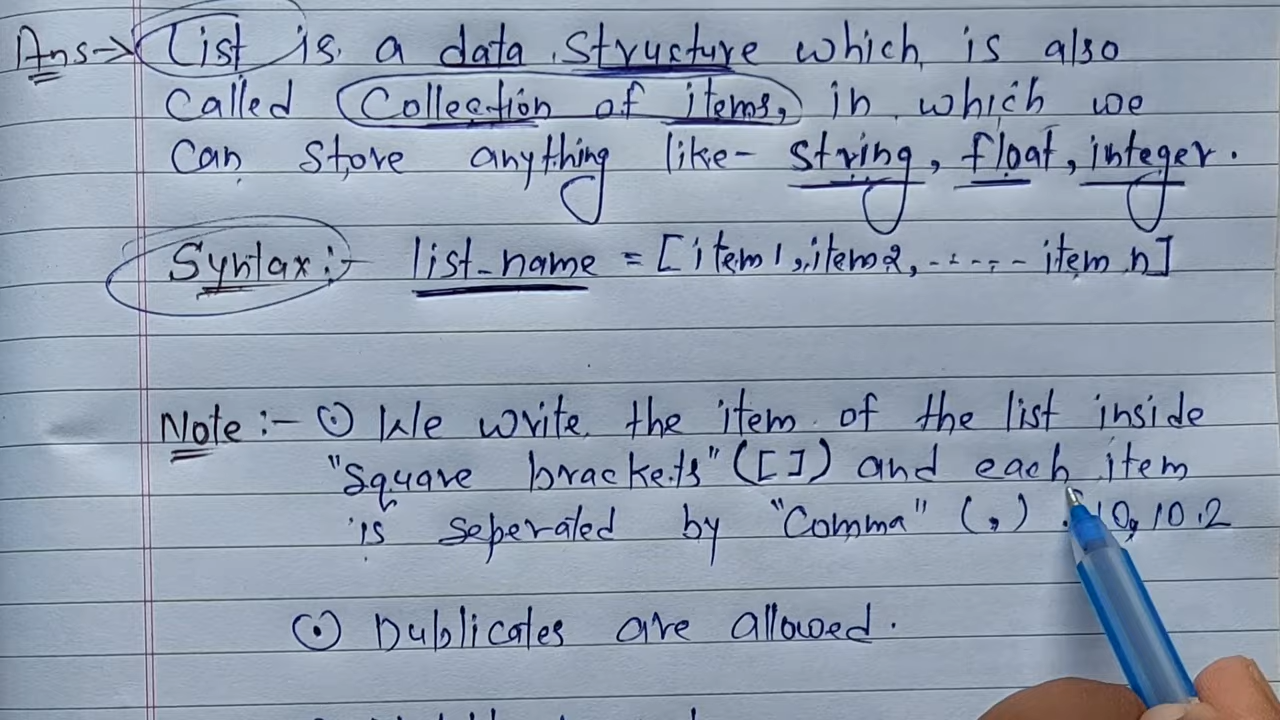 Ans→ List is a data structure which is also
called Collection of items, in which we
can store anything like- string, float, integer.
Syntax:- list_name = [item1,item2, ...... item n]
Note:- ⊙ We write the item of the list inside
"Square brackets" ([]) and each item
is seperated by "Comma" (,) . 10,10.2
⊙ Dublicates are allowed.